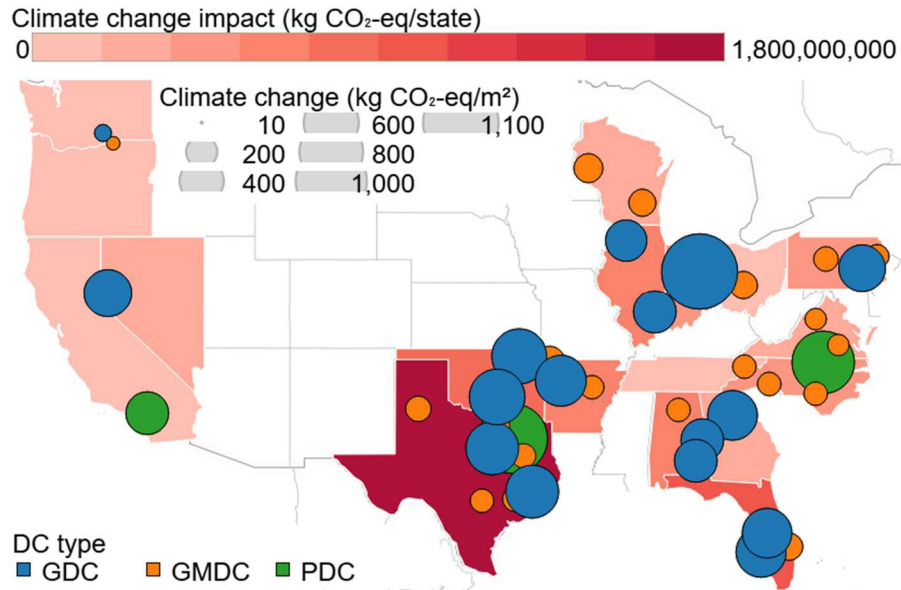 Climate change impact (kg CO₂-eq/state)
0 1,800,000,000
Climate change (kg CO₂-eq/m²)
10 600 1,100
200 800
400 1,000
DC type
GDC GMDC PDC